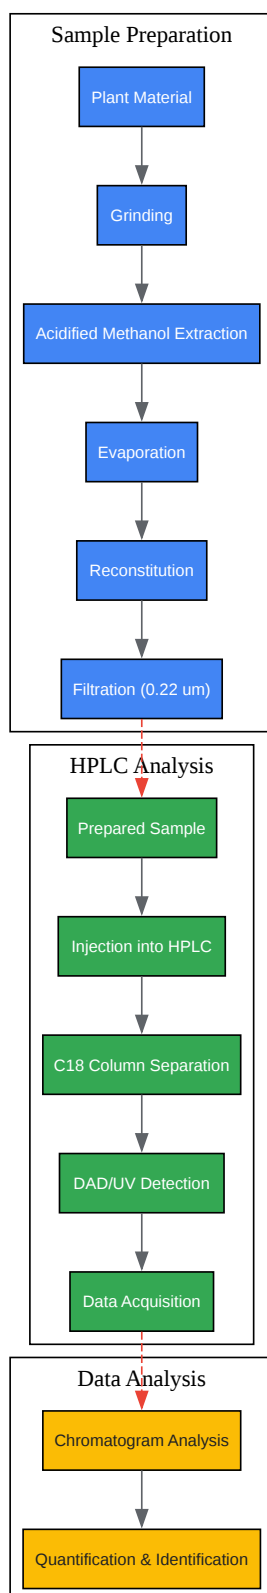 Sample Preparation
Plant Material
Grinding
Acidified Methanol Extraction
Evaporation
Reconstitution
Filtration (0.22 um)
HPLC Analysis
Prepared Sample
Injection into HPLC
C18 Column Separation
DAD/UV Detection
Data Acquisition
Data Analysis
Chromatogram Analysis
Quantification & Identification